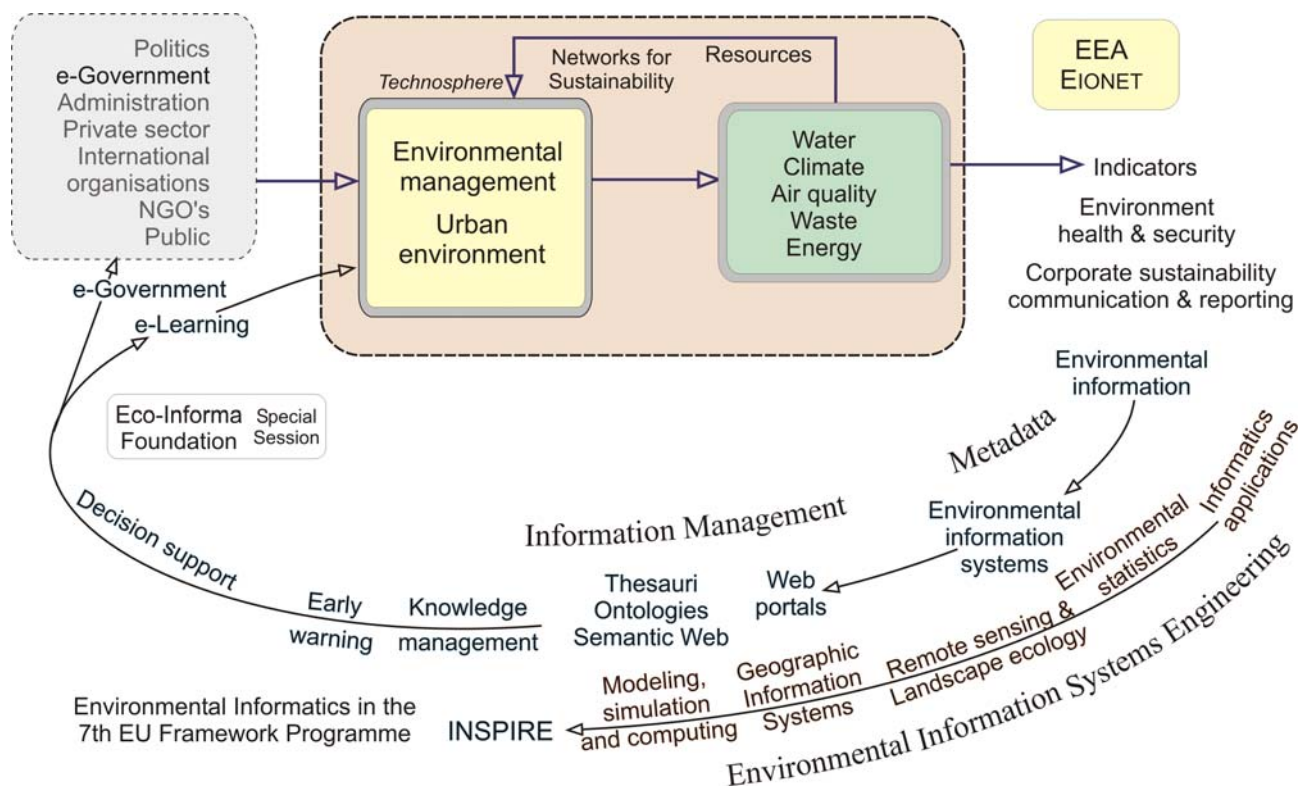 Politics
e-Government
Administration
Private sector
International
organisations
NGO's
Public
Technosphere
Networks for
Sustainability
Resources
Environmental
management
Urban
environment
Water
Climate
Air quality
Waste
Energy
EEA
EIONET
Indicators
Environment
health & security
Corporate sustainability
communication & reporting
Environmental
information
e-Government
e-Learning
Eco-Informa
Foundation
Special
Session
Metadata
Information Management
Environmental
information
systems
Web
portals
Thesauri
Ontologies
Semantic Web
Knowledge
management
Early
warning
Decision support
Informatics
applications
Environmental
statistics
Remote sensing &
Landscape ecology
Geographic
Information
Systems
Modeling,
simulation
and computing
INSPIRE
Environmental Information Systems Engineering
Environmental Informatics in the
7th EU Framework Programme